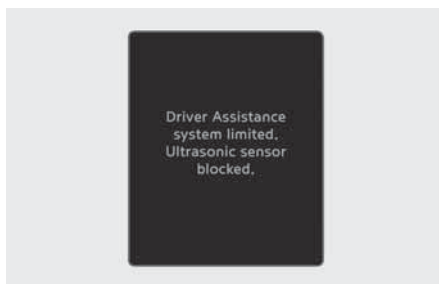 Driver Assistance
system limited.
Ultrasonic sensor
blocked.